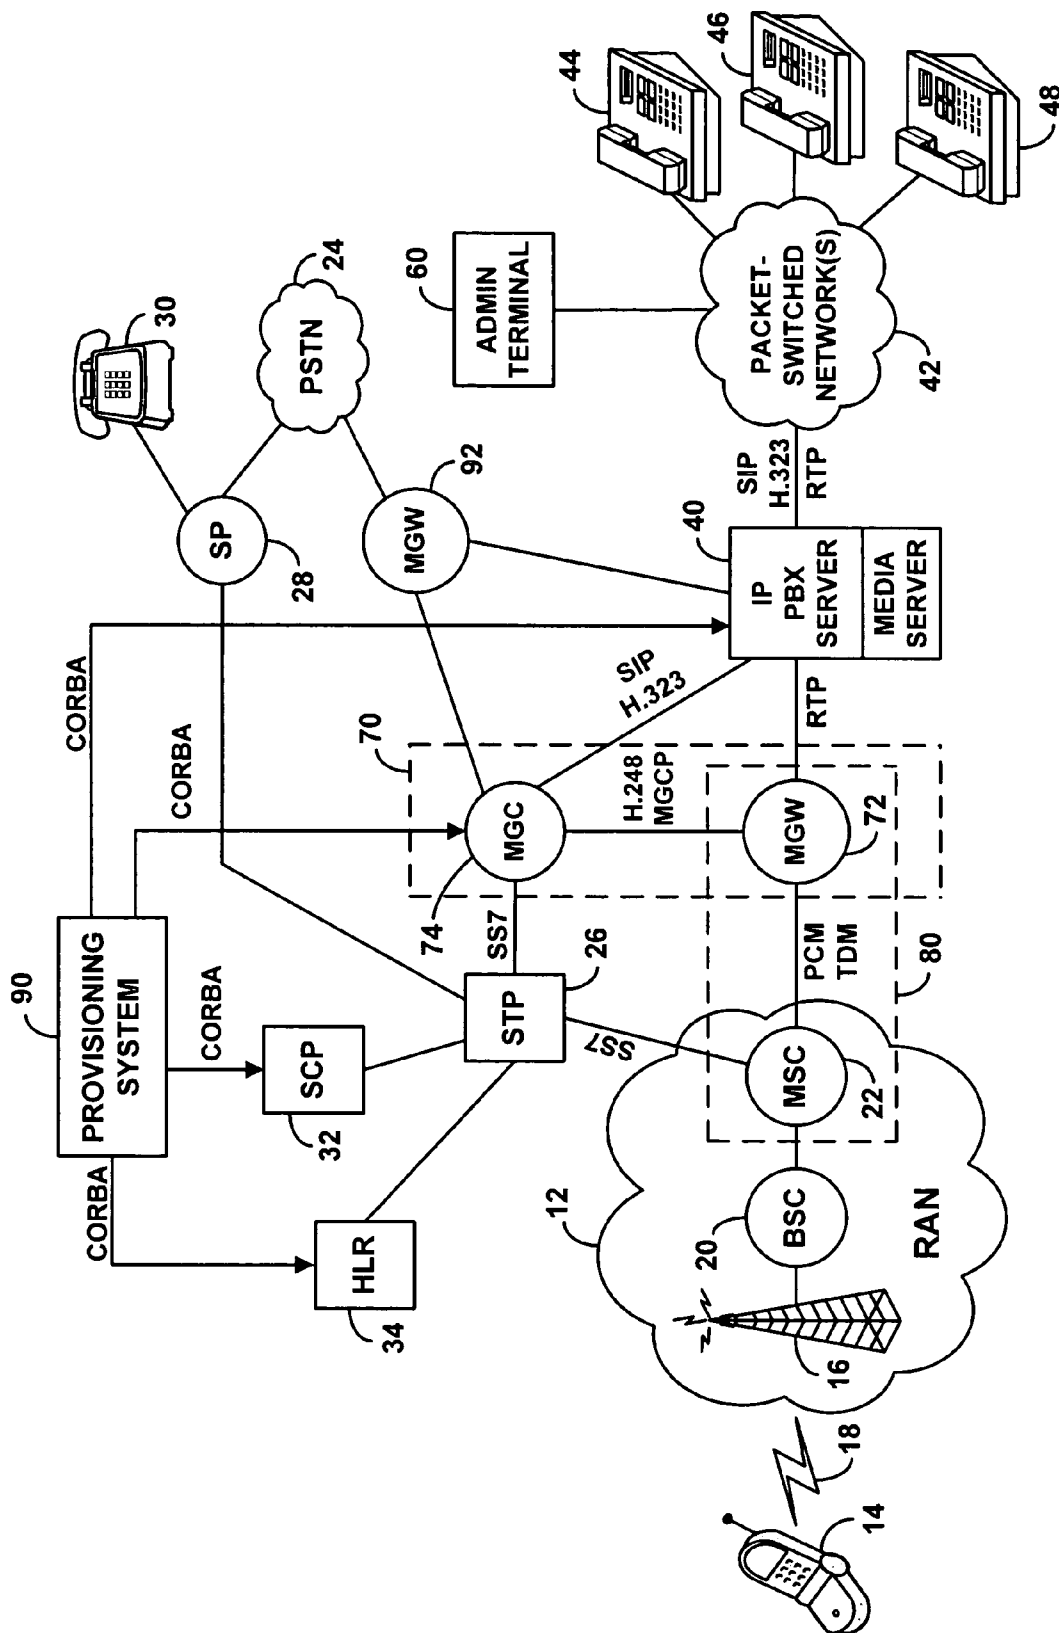 90
PROVISIONING
SYSTEM
CORBA
CORBA
CORBA
CORBA
30
SP
28
24
PSTN
HLR
34
SCP
32
92
MGW
60
ADMIN
TERMINAL
44
46
48
STP
26
SS7
SS7
74
MGC
70
SIP
H.323
H.248
MGCP
12
14
18
16
20
BSC
RAN
MSC
22
PCM
TDM
80
MGW
72
RTP
40
IP
PBX
SERVER
MEDIA
SERVER
SIP
H.323
RTP
PACKET-
SWITCHED
NETWORK(S)
42